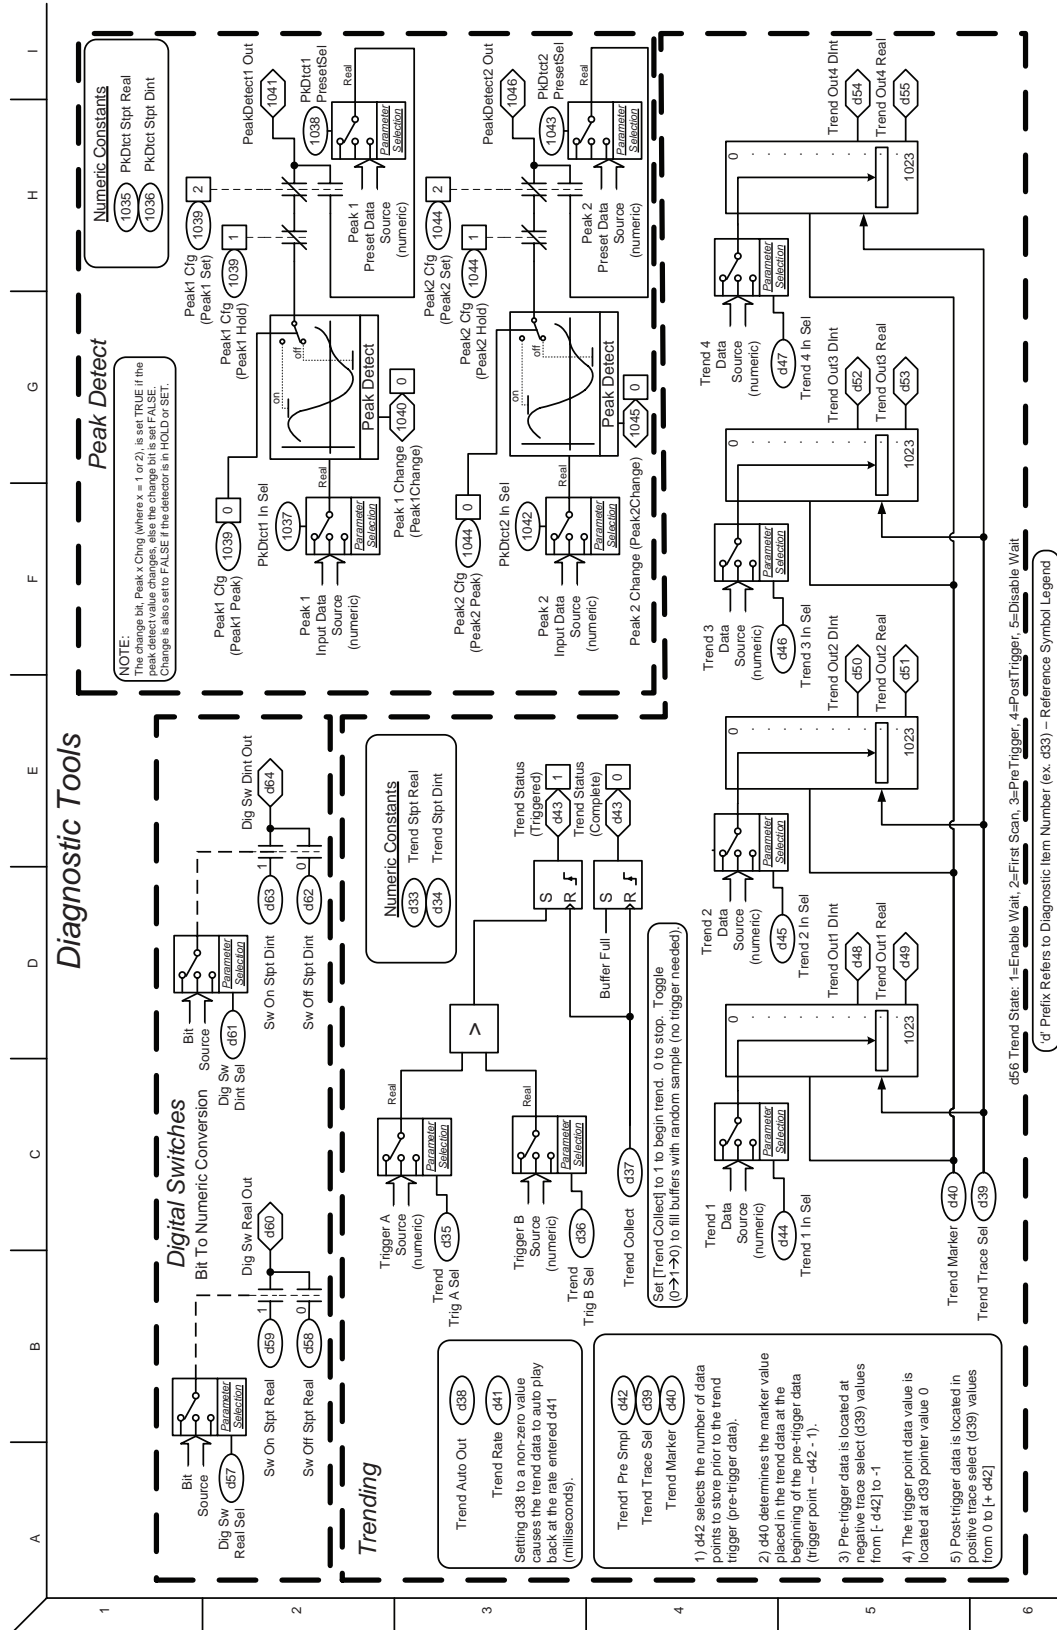 Diagnostic Tools
A
B
C
D
E
F
G
H
I
1
2
3
4
5
6
Digital Switches
Bit To Numeric Conversion
Bit
Source
Parameter
Selection
d57
Dig Sw
Real Sel
1
d59
Sw On Stpt Real
0
d58
Sw Off Stpt Real
Dig Sw Real Out
d60
Bit
Source
Parameter
Selection
d61
Dig Sw
Dint Sel
1
d63
Sw On Stpt Dint
0
d62
Sw Off Stpt Dint
Dig Sw Dint Out
d64
Peak Detect
NOTE:
The change bit, Peak x Chng (where x = 1 or 2), is set TRUE if the
peak detect value changes, else the change bit is set FALSE.
Change is also set to FALSE if the detector is in HOLD or SET.
Numeric Constants
1035
PkDtct Stpt Real
1036
PkDtct Stpt Dint
Peak1 Cfg
(Peak1 Peak)
1039
0
PkDtct1 In Sel
1037
Peak 1
Input Data
Source
(numeric)
Parameter
Selection
Real
on
off
Peak Detect
1040
0
Peak 1 Change
(Peak1Change)
Peak1 Cfg
(Peak1 Hold)
1039
1
Peak1 Cfg
(Peak1 Set)
1039
2
PeakDetect1 Out
1041
PkDtct1
PresetSel
1038
Peak 1
Preset Data
Source
(numeric)
Parameter
Selection
Real
Peak2 Cfg
(Peak2 Peak)
1044
0
PkDtct2 In Sel
1042
Peak 2
Input Data
Source
(numeric)
Parameter
Selection
Real
on
off
Peak Detect
1045
0
Peak 2 Change (Peak2Change)
Peak2 Cfg
(Peak2 Hold)
1044
1
Peak2 Cfg
(Peak2 Set)
1044
2
PeakDetect2 Out
1046
PkDtct2
PresetSel
1043
Peak 2
Preset Data
Source
(numeric)
Parameter
Selection
Real
Trending
Trend Auto Out
d38
Trend Rate
d41
Setting d38 to a non-zero value
causes the trend data to auto play
back at the rate entered d41
(milliseconds).
Trend1 Pre Smpl
d42
Trend Trace Sel
d39
Trend Marker
d40
1) d42 selects the number of data
points to store prior to the trend
trigger (pre-trigger data).
2) d40 determines the marker value
placed in the trend data at the
beginning of the pre-trigger data
(trigger point – d42 - 1).
3) Pre-trigger data is located at
negative trace select (d39) values
from [- d42] to -1
4) The trigger point data value is
located at d39 pointer value 0
5) Post-trigger data is located in
positive trace select (d39) values
from 0 to [+ d42]
Trigger A
Source
(numeric)
Parameter
Selection
d35
Trend
Trig A Sel
Real
Trigger B
Source
(numeric)
Parameter
Selection
d36
Trend
Trig B Sel
Real
>
Numeric Constants
d33
Trend Stpt Real
d34
Trend Stpt Dint
S
R
Trend Status
(Triggered)
d43
1
Buffer Full
S
R
Trend Status
(Complete)
d43
0
Trend Collect
d37
Set [Trend Collect] to 1 to begin trend. 0 to stop. Toggle
(0→1→0) to fill buffers with random sample (no trigger needed).
Trend 1
Data
Source
(numeric)
Parameter
Selection
d44
Trend 1 In Sel
0
1023
Trend Out1 DInt
d48
Trend Out1 Real
d49
Trend 2
Data
Source
(numeric)
Parameter
Selection
d45
Trend 2 In Sel
0
1023
Trend Out2 DInt
d50
Trend Out2 Real
d51
Trend 3
Data
Source
(numeric)
Parameter
Selection
d46
Trend 3 In Sel
0
1023
Trend Out3 DInt
d52
Trend Out3 Real
d53
Trend 4
Data
Source
(numeric)
Parameter
Selection
d47
Trend 4 In Sel
0
1023
Trend Out4 DInt
d54
Trend Out4 Real
d55
Trend Marker
d40
Trend Trace Sel
d39
d56 Trend State: 1=Enable Wait, 2=First Scan, 3=PreTrigger, 4=PostTrigger, 5=Disable Wait
'd' Prefix Refers to Diagnostic Item Number (ex. d33) – Reference Symbol Legend